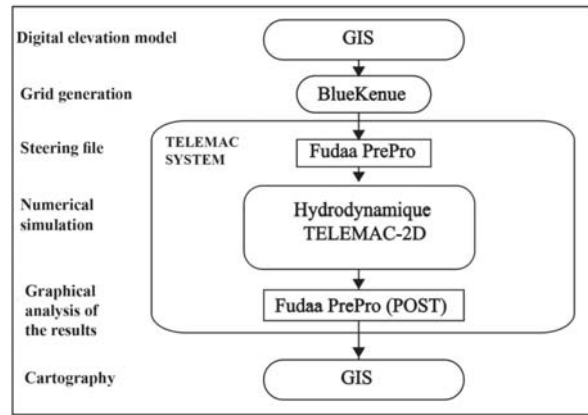 Digital elevation model
GIS
Grid generation
BlueKenue
TELEMAC
SYSTEM
Steering file
Fudaa PrePro
Numerical
simulation
Hydrodynamique
TELEMAC-2D
Graphical
analysis of
the results
Fudaa PrePro (POST)
Cartography
GIS